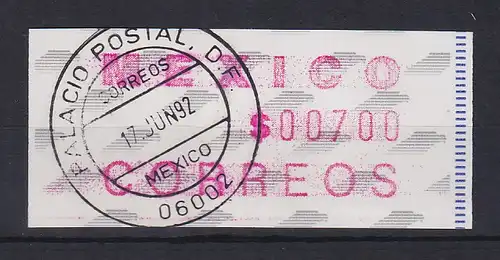 MEXICO
$00700
CORREOS
PALACIO POSTAL, D.F.
CORREOS
17 JUN 92
MEXICO
06002